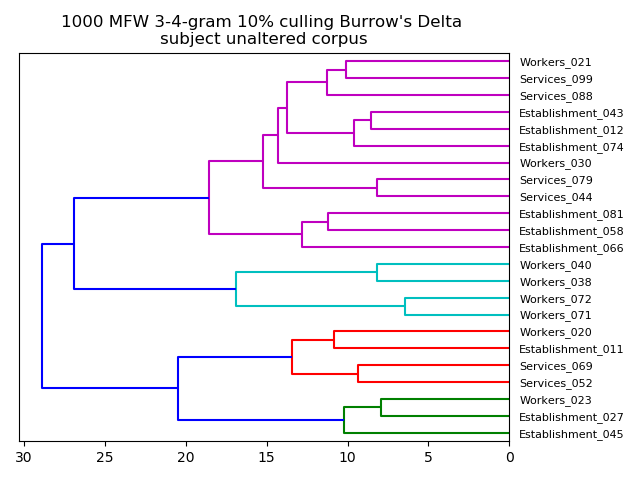 1000 MFW 3-4-gram 10% culling Burrow's Delta
subject unaltered corpus
Workers_021
Services_099
Services_088
Establishment_043
Establishment_012
Establishment_074
Workers_030
Services_079
Services_044
Establishment_081
Establishment_058
Establishment_066
Workers_040
Workers_038
Workers_072
Workers_071
Workers_020
Establishment_011
Services_069
Services_052
Workers_023
Establishment_027
Establishment_045
30 25 20 15 10 5 0